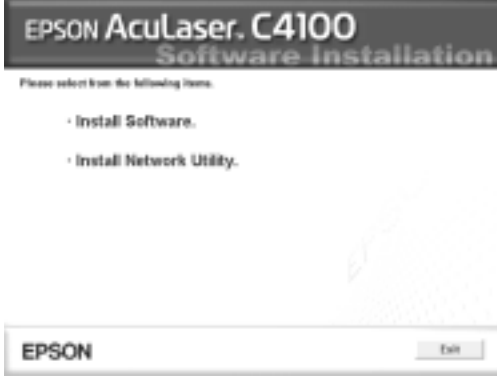 EPSON AcuLaser. C4100
Software Installation
Please select from the following items.
· Install Software.
· Install Network Utility.
EPSON
Exit